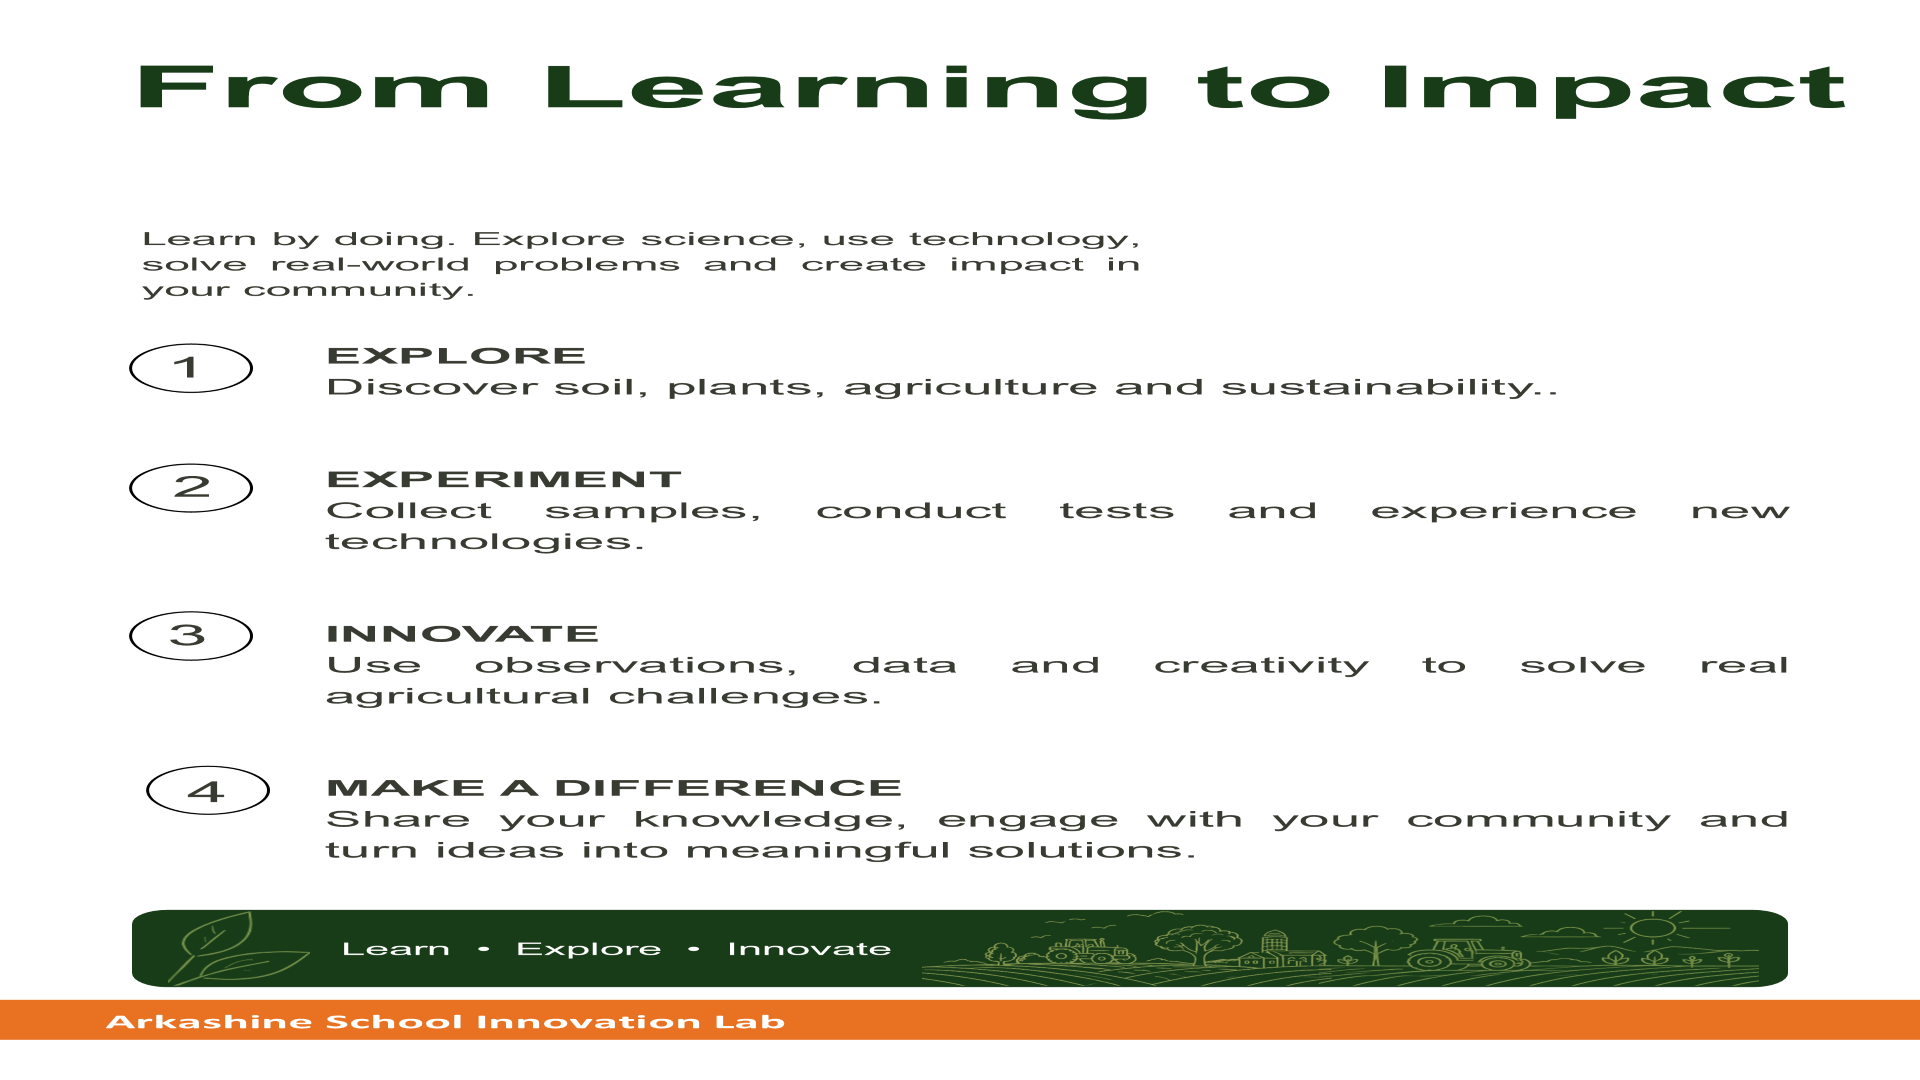 From Learning to Impact
Learn by doing. Explore science, use technology,
solve real-world problems and create impact in
your community.
1
EXPLORE
Discover soil, plants, agriculture and sustainability..
2
EXPERIMENT
Collect samples, conduct tests and experience new
technologies.
3
INNOVATE
Use observations, data and creativity to solve real
agricultural challenges.
4
MAKE A DIFFERENCE
Share your knowledge, engage with your community and
turn ideas into meaningful solutions.
Learn • Explore • Innovate
Arkashine School Innovation Lab